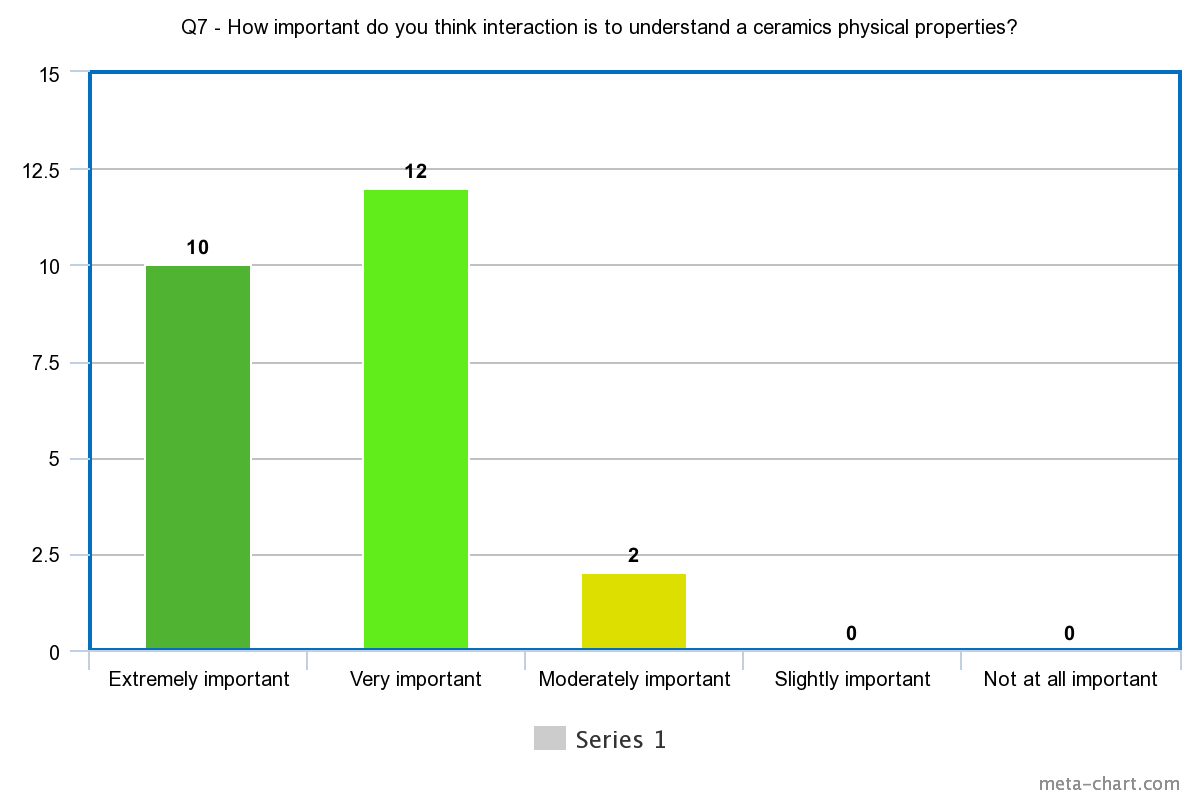 Q7 - How important do you think interaction is to understand a ceramics physical properties?
15
12.5
10
7.5
5
2.5
0
10
12
2
0
0
Extremely important
Very important
Moderately important
Slightly important
Not at all important
Series 1
meta-chart.com